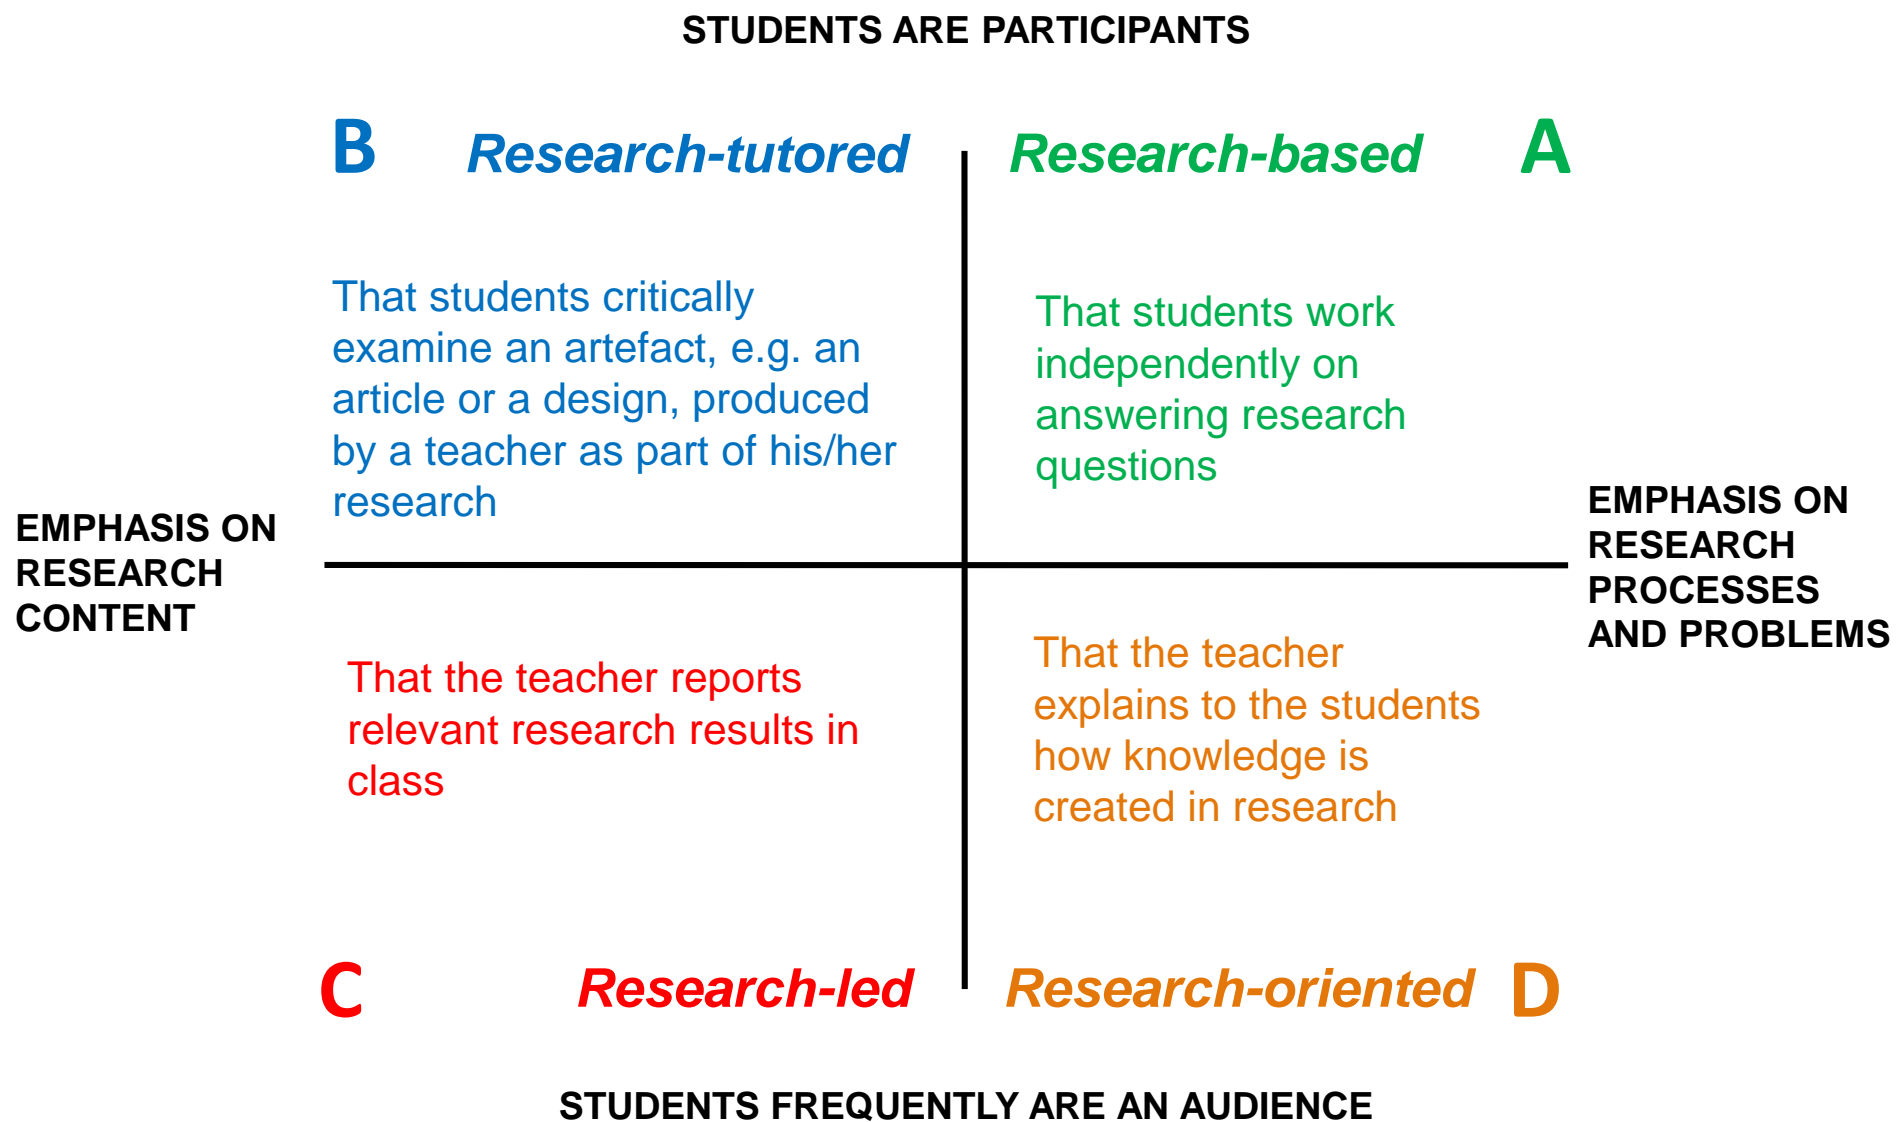 STUDENTS ARE PARTICIPANTS
B Research-tutored
Research-based A
That students critically
examine an artefact, e.g. an
article or a design, produced
by a teacher as part of his/her
research
That students work
independently on
answering research
questions
EMPHASIS ON
RESEARCH
CONTENT
EMPHASIS ON
RESEARCH
PROCESSES
AND PROBLEMS
That the teacher reports
relevant research results in
class
That the teacher
explains to the students
how knowledge is
created in research
C Research-led
Research-oriented D
STUDENTS FREQUENTLY ARE AN AUDIENCE